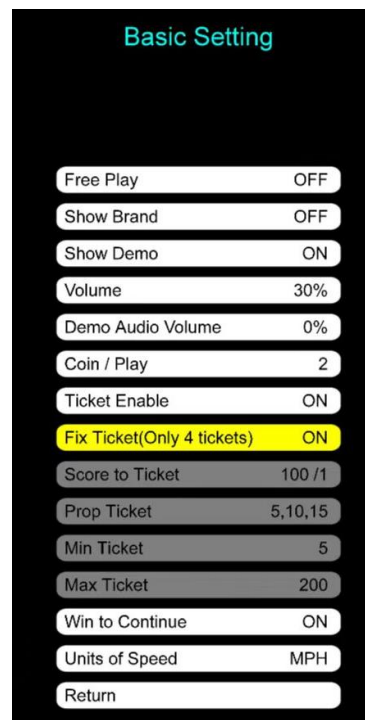 Basic Setting
Free Play OFF
Show Brand OFF
Show Demo ON
Volume 30%
Demo Audio Volume 0%
Coin / Play 2
Ticket Enable ON
Fix Ticket(Only 4 tickets) ON
Score to Ticket 100 /1
Prop Ticket 5,10,15
Min Ticket 5
Max Ticket 200
Win to Continue ON
Units of Speed MPH
Return